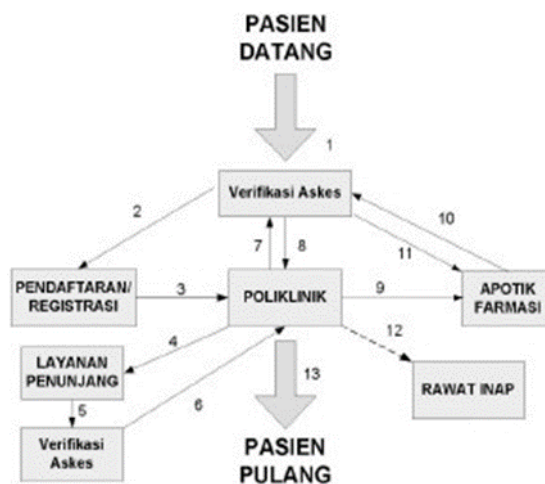 PASIEN
DATANG
1
Verifikasi Askes
2
10
7
8
11
PENDAFTARAN/
REGISTRASI
3
POLIKLINIK
9
APOTIK
FARMASI
4
12
LAYANAN
PENUNJANG
13
RAWAT INAP
5
6
Verifikasi
Askes
PASIEN
PULANG